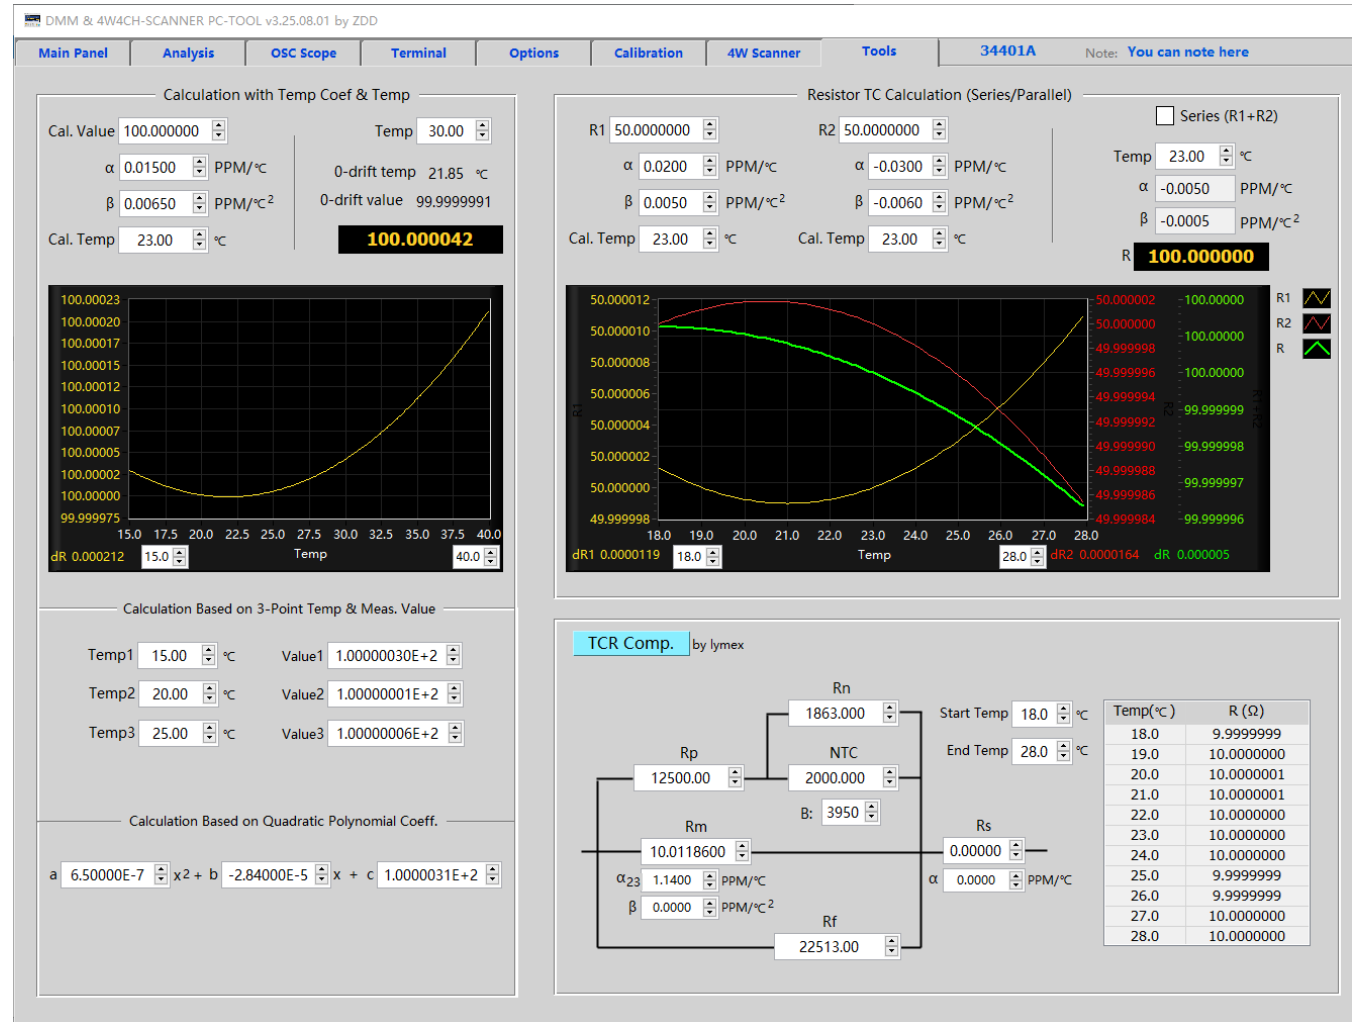 DMM & 4W4CH-SCANNER PC-TOOL v3.25.08.01 by ZDD
Main Panel Analysis OSC Scope Terminal Options Calibration 4W Scanner Tools 34401A Note: You can note here
Calculation with Temp Coef & Temp
Cal. Value 100.000000 Temp 30.00
α 0.01500 PPM/℃ 0-drift temp 21.85 ℃
β 0.00650 PPM/℃² 0-drift value 99.9999991
Cal. Temp 23.00 ℃ 100.000042
100.00023
100.00020
100.00017
100.00015
100.00012
100.00010
100.00007
100.00005
100.00002
100.00000
99.999975
15.0 17.5 20.0 22.5 25.0 27.5 30.0 32.5 35.0 37.5 40.0
dR 0.000212 15.0 Temp 40.0
Calculation Based on 3-Point Temp & Meas. Value
Temp1 15.00 ℃ Value1 1.00000030E+2
Temp2 20.00 ℃ Value2 1.00000001E+2
Temp3 25.00 ℃ Value3 1.00000006E+2
Calculation Based on Quadratic Polynomial Coeff.
a 6.50000E-7 x² + b -2.84000E-5 x + c 1.0000031E+2
Resistor TC Calculation (Series/Parallel)
R1 50.0000000 R2 50.0000000 Series (R1+R2)
Temp 23.00 ℃
α 0.0200 PPM/℃ α -0.0300 PPM/℃ α -0.0050 PPM/℃
β 0.0050 PPM/℃² β -0.0060 PPM/℃² β -0.0005 PPM/℃²
Cal. Temp 23.00 ℃ Cal. Temp 23.00 ℃ R 100.000000
50.000012
50.000010
50.000008
50.000006
50.000004
50.000002
50.000000
49.999998
R1
50.000002
50.000000
49.999998
49.999996
49.999994
49.999992
49.999990
49.999988
49.999986
49.999984
R2
100.00000
100.00000
100.00000
99.999999
99.999998
99.999997
99.999996
R1+R2
R1
R2
R
18.0 19.0 20.0 21.0 22.0 23.0 24.0 25.0 26.0 27.0 28.0
dR1 0.0000119 18.0 Temp 28.0 dR2 0.0000164 dR 0.000005
TCR Comp. by lymex
Rn
1863.000
Rp NTC
12500.00 2000.000
B: 3950
Rm
10.0118600
α23 1.1400 PPM/℃
β 0.0000 PPM/℃²
Rf
22513.00
Rs
0.00000
α 0.0000 PPM/℃
Start Temp 18.0 ℃
End Temp 28.0 ℃
Temp(℃) R (Ω)
18.0 9.9999999
19.0 10.0000000
20.0 10.0000001
21.0 10.0000001
22.0 10.0000000
23.0 10.0000000
24.0 10.0000000
25.0 9.9999999
26.0 9.9999999
27.0 10.0000000
28.0 10.0000000